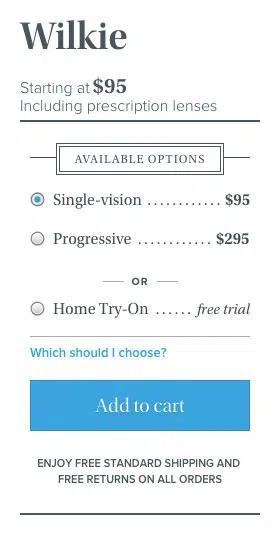 Wilkie
Starting at $95
Including prescription lenses
AVAILABLE OPTIONS
Single-vision ........... $95
Progressive ........... $295
OR
Home Try-On ...... free trial
Which should I choose?
Add to cart
ENJOY FREE STANDARD SHIPPING AND
FREE RETURNS ON ALL ORDERS